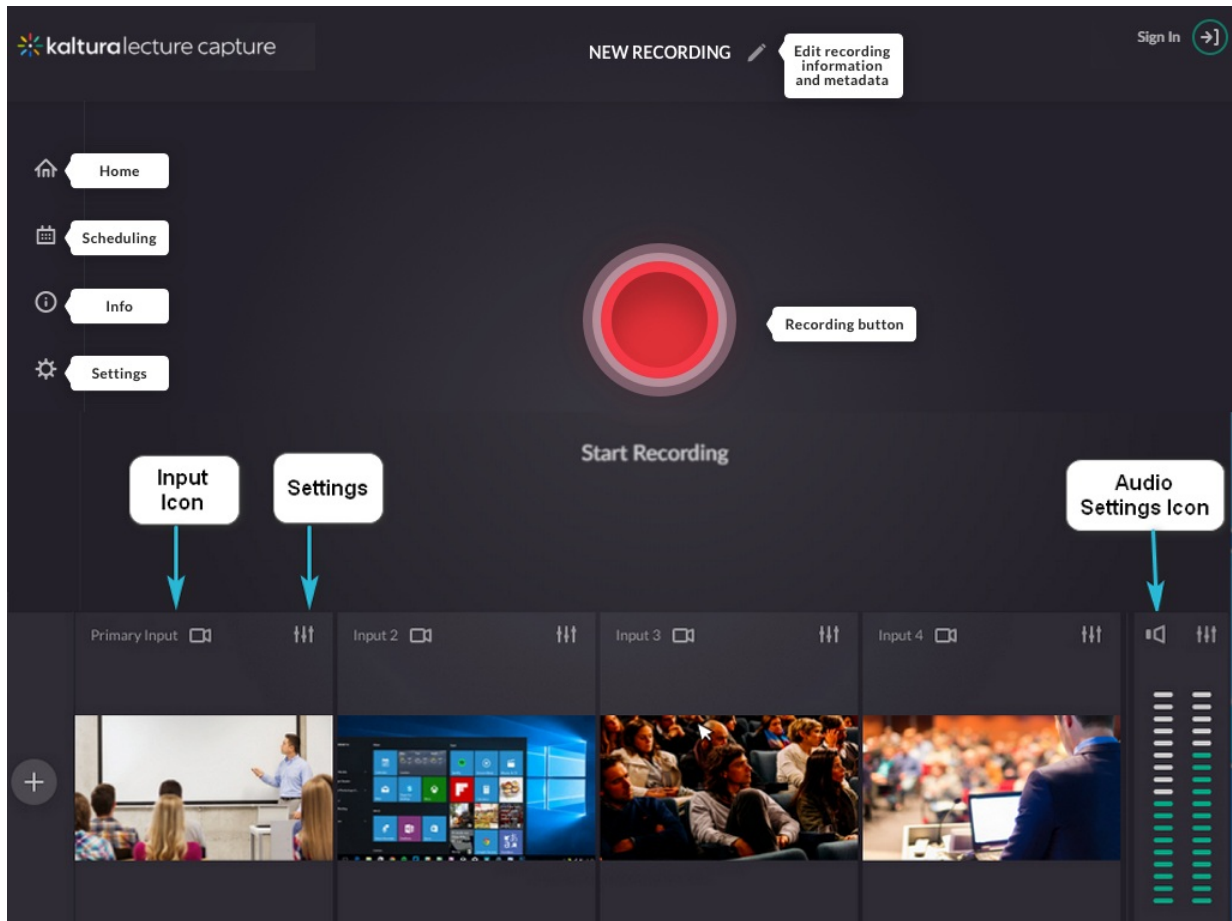 kaltura lecture capture
NEW RECORDING
Edit recording
information
and metadata
Sign In
Home
Scheduling
Info
Settings
Recording button
Start Recording
Input
Icon
Settings
Audio
Settings Icon
Primary Input
Input 2
Input 3
Input 4